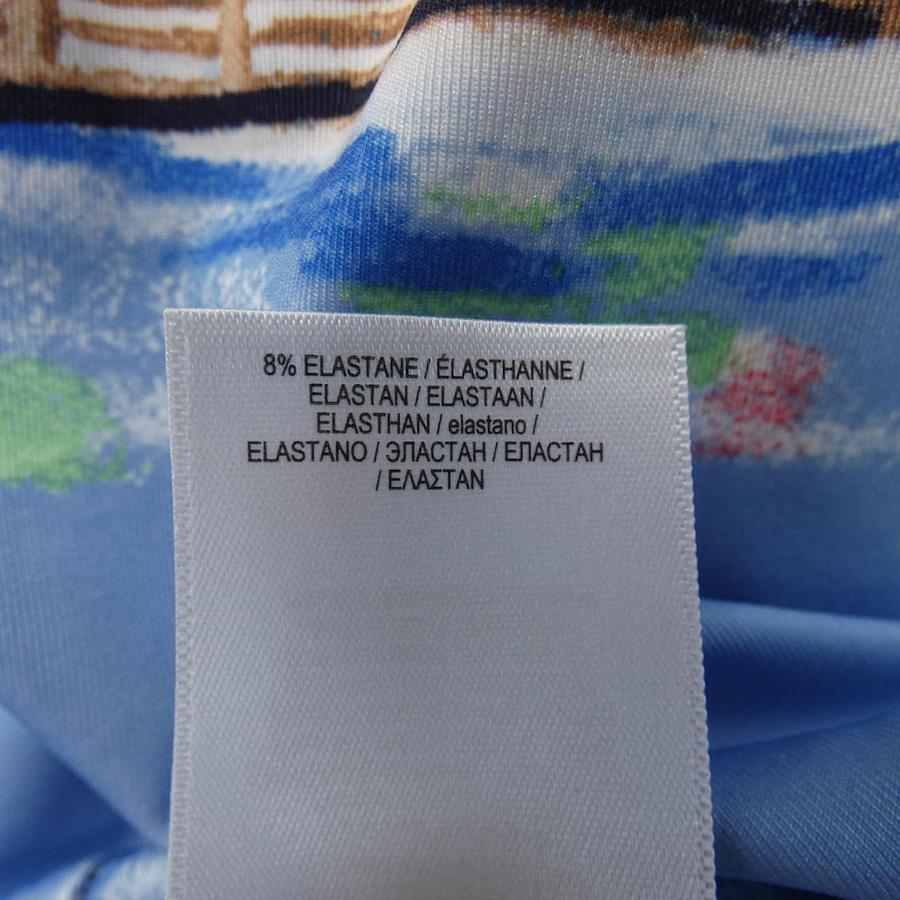 8% ELASTANE / ÉLASTHANNE /
ELASTAN / ELASTAAN /
ELASTHAN / elastano /
ELASTANO / ЭЛАСТАН / ЕЛАСТАН
/ ΕΛΑΣΤΑΝ